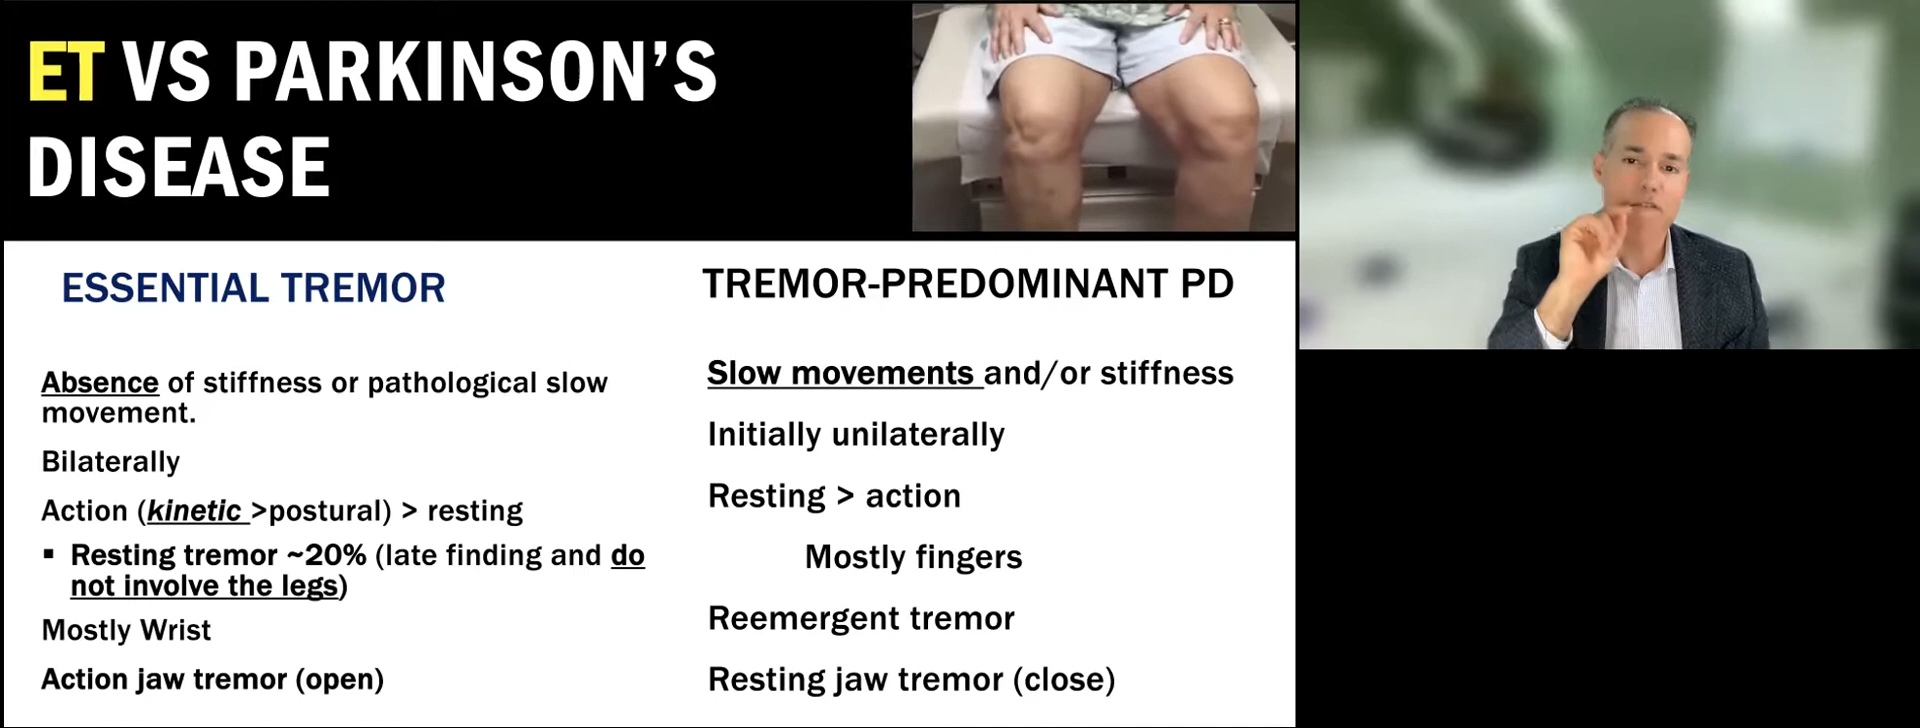 ET VS PARKINSON'S
DISEASE
ESSENTIAL TREMOR
Absence of stiffness or pathological slow
movement.
Bilaterally
Action (kinetic >postural) > resting
▪ Resting tremor ~20% (late finding and do
not involve the legs)
Mostly Wrist
Action jaw tremor (open)
TREMOR-PREDOMINANT PD
Slow movements and/or stiffness
Initially unilaterally
Resting > action
Mostly fingers
Reemergent tremor
Resting jaw tremor (close)